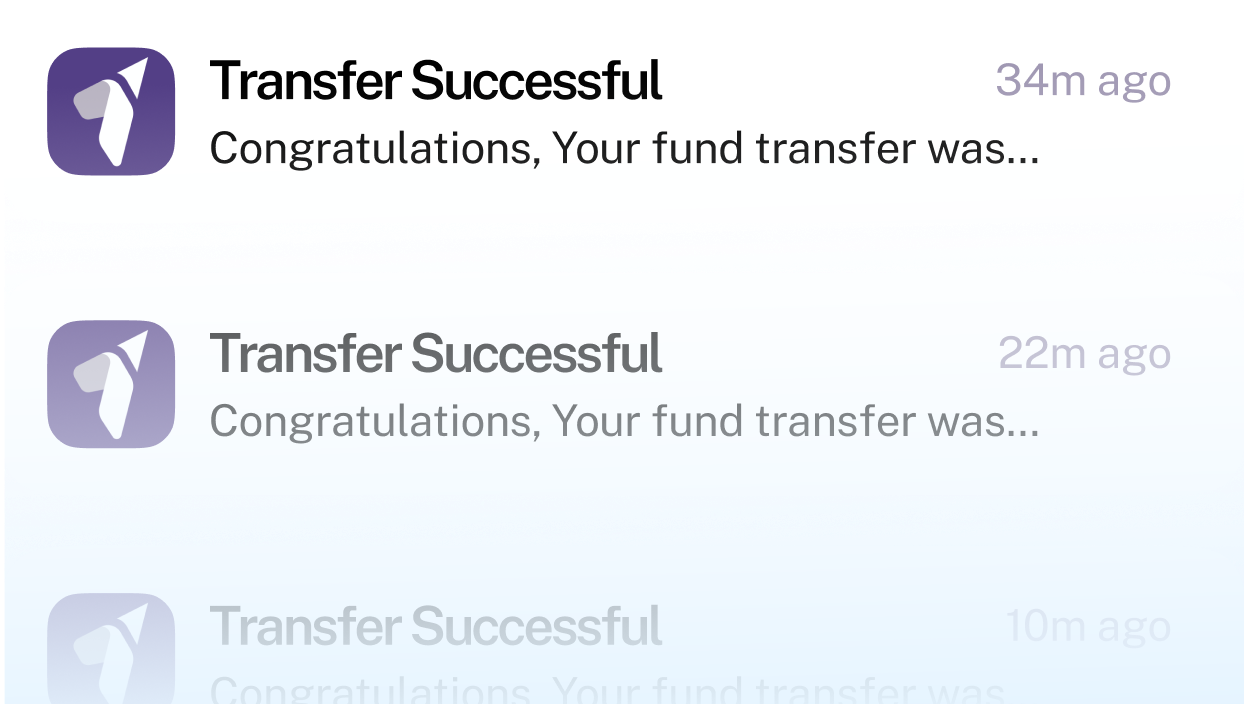 Transfer Successful
34m ago
Congratulations, Your fund transfer was...
Transfer Successful
22m ago
Congratulations, Your fund transfer was...
Transfer Successful
10m ago
Congratulations, Your fund transfer was